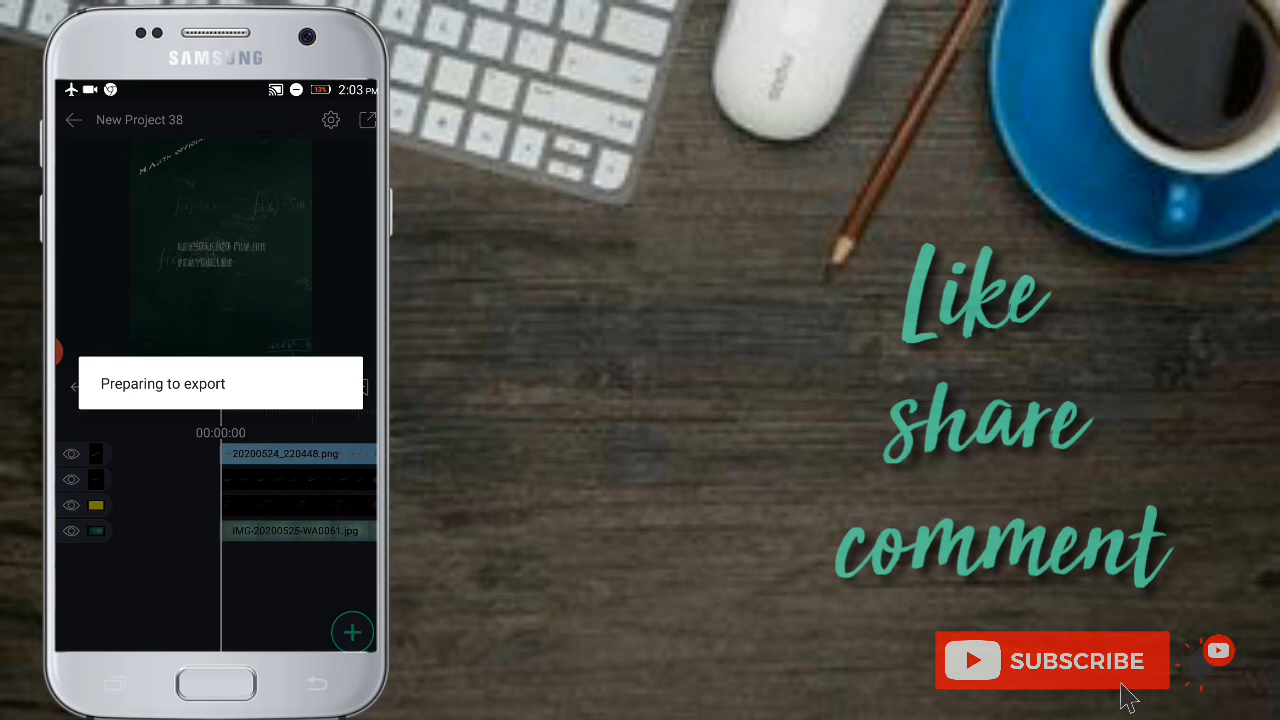 SAMSUNG
13% 2:03 PM
New Project 38
Preparing to export
00:00:00
20200524_220448.png
IMG-20200525-WA0061.jpg
Like
share
comment
SUBSCRIBE